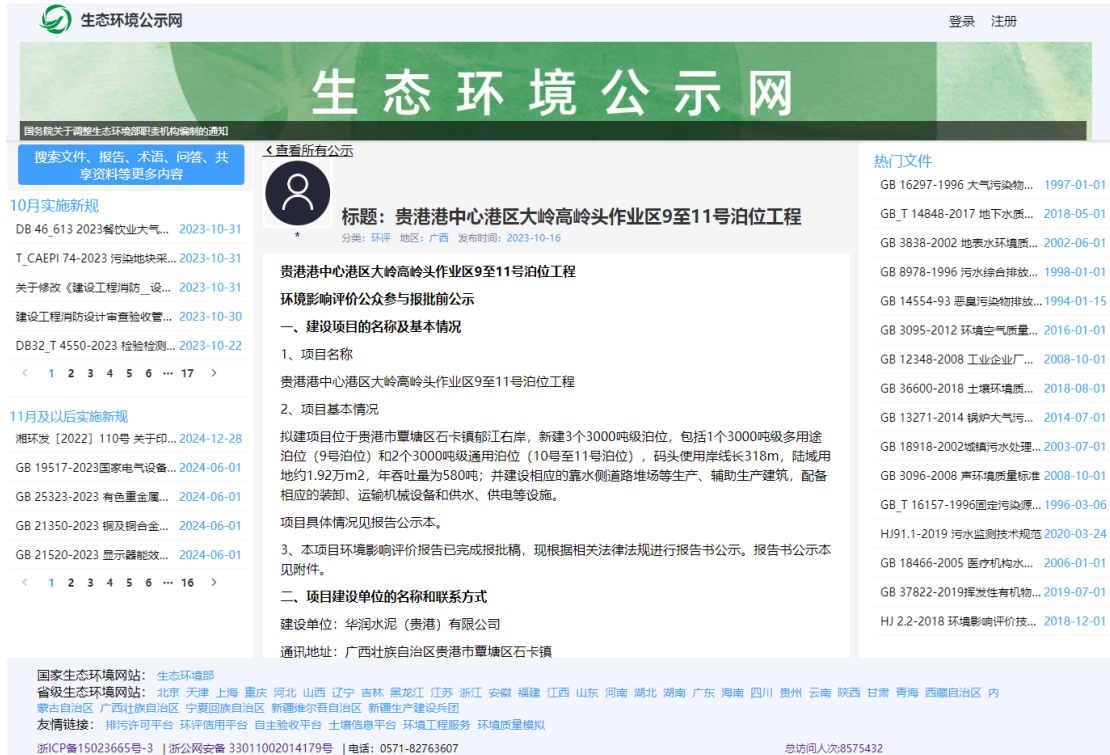 生态环境公示网
登录 注册
生态环境公示网
国务院关于调整生态环境部职责机构编制的通知
搜索文件、报告、术语、问答、共
享资料等更多内容
10月实施新规
DB 46_613 2023餐饮业大气... 2023-10-31
T_CAEPI 74-2023 污染地块采... 2023-10-31
关于修改《建设工程消防__设... 2023-10-31
建设工程消防设计审查验收管... 2023-10-30
DB32_T 4550-2023 检验检测... 2023-10-22
< 1 2 3 4 5 6 ··· 17 >
11月及以后实施新规
湘环发〔2022〕110号 关于印... 2024-12-28
GB 19517-2023国家电气设备... 2024-06-01
GB 25323-2023 有色重金属... 2024-06-01
GB 21350-2023 铜及铜合金... 2024-06-01
GB 21520-2023 显示器能效... 2024-06-01
< 1 2 3 4 5 6 ··· 16 >
<查看所有公示
*
标题：贵港港中心港区大岭高岭头作业区9至11号泊位工程
分类：环评 地区：广西 发布时间：2023-10-16
贵港港中心港区大岭高岭头作业区9至11号泊位工程
环境影响评价公众参与报批前公示
一、建设项目的名称及基本情况
1、项目名称
贵港港中心港区大岭高岭头作业区9至11号泊位工程
2、项目基本情况
拟建项目位于贵港市覃塘区石卡镇郁江右岸，新建3个3000吨级泊位，包括1个3000吨级多用途
泊位（9号泊位）和2个3000吨级通用泊位（10号至11号泊位），码头使用岸线长318m，陆域用
地约1.92万m2，年吞吐量为580吨；并建设相应的靠水侧道路堆场等生产、辅助生产建筑，配备
相应的装卸、运输机械设备和供水、供电等设施。
项目具体情况见报告公示本。
3、本项目环境影响评价报告已完成报批稿，现根据相关法律法规进行报告书公示。报告书公示本
见附件。
二、项目建设单位的名称和联系方式
建设单位：华润水泥（贵港）有限公司
通讯地址：广西壮族自治区贵港市覃塘区石卡镇
热门文件
GB 16297-1996 大气污染物... 1997-01-01
GB_T 14848-2017 地下水质... 2018-05-01
GB 3838-2002 地表水环境质... 2002-06-01
GB 8978-1996 污水综合排放... 1998-01-01
GB 14554-93 恶臭污染物排放... 1994-01-15
GB 3095-2012 环境空气质量... 2016-01-01
GB 12348-2008 工业企业厂... 2008-10-01
GB 36600-2018 土壤环境质... 2018-08-01
GB 13271-2014 锅炉大气污... 2014-07-01
GB 18918-2002城镇污水处理... 2003-07-01
GB 3096-2008 声环境质量标准 2008-10-01
GB_T 16157-1996固定污染源... 1996-03-06
HJ91.1-2019 污水监测技术规范 2020-03-24
GB 18466-2005 医疗机构水... 2006-01-01
GB 37822-2019挥发性有机物... 2019-07-01
HJ 2.2-2018 环境影响评价技... 2018-12-01
国家生态环境网站： 生态环境部
省级生态环境网站： 北京 天津 上海 重庆 河北 山西 辽宁 吉林 黑龙江 江苏 浙江 安徽 福建 江西 山东 河南 湖北 湖南 广东 海南 四川 贵州 云南 陕西 甘肃 青海 西藏自治区 内
蒙古自治区 广西壮族自治区 宁夏回族自治区 新疆维尔吾自治区 新疆生产建设兵团
友情链接： 排污许可平台 环评信用平台 自主验收平台 土壤信息平台 环境工程服务 环境质量模拟
浙ICP备15023665号-3 |浙公网安备 33011002014179号 |电话：0571-82763607
总访问人次:8575432